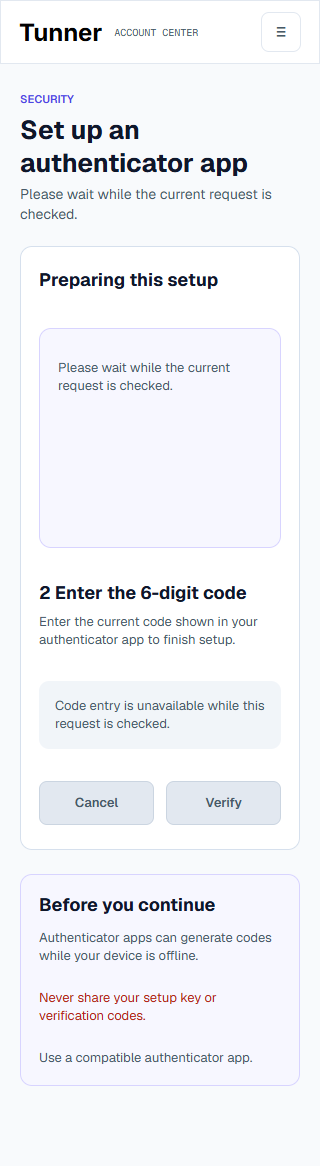 Tunner ACCOUNT CENTER
SECURITY
Set up an
authenticator app
Please wait while the current request is
checked.
Preparing this setup
Please wait while the current
request is checked.
2 Enter the 6-digit code
Enter the current code shown in your
authenticator app to finish setup.
Code entry is unavailable while this
request is checked.
Cancel Verify
Before you continue
Authenticator apps can generate codes
while your device is offline.
Never share your setup key or
verification codes.
Use a compatible authenticator app.